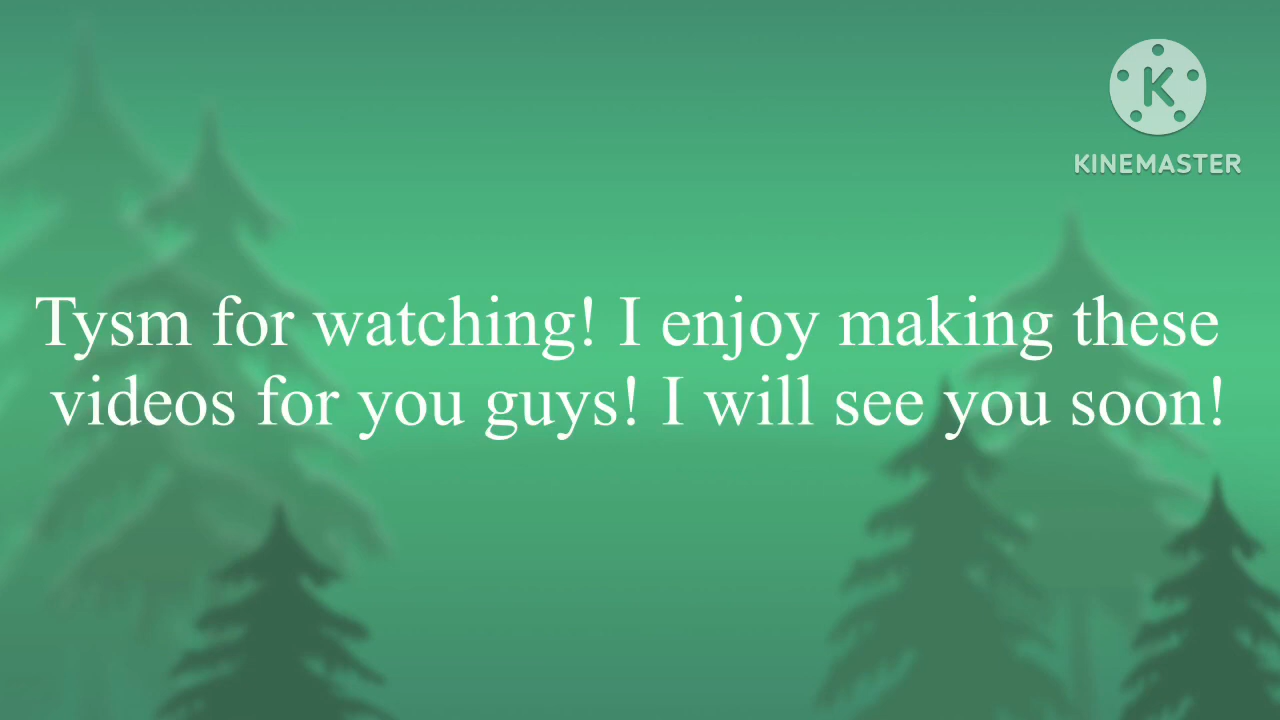 K
KINEMASTER
Tysm for watching! I enjoy making these
videos for you guys! I will see you soon!